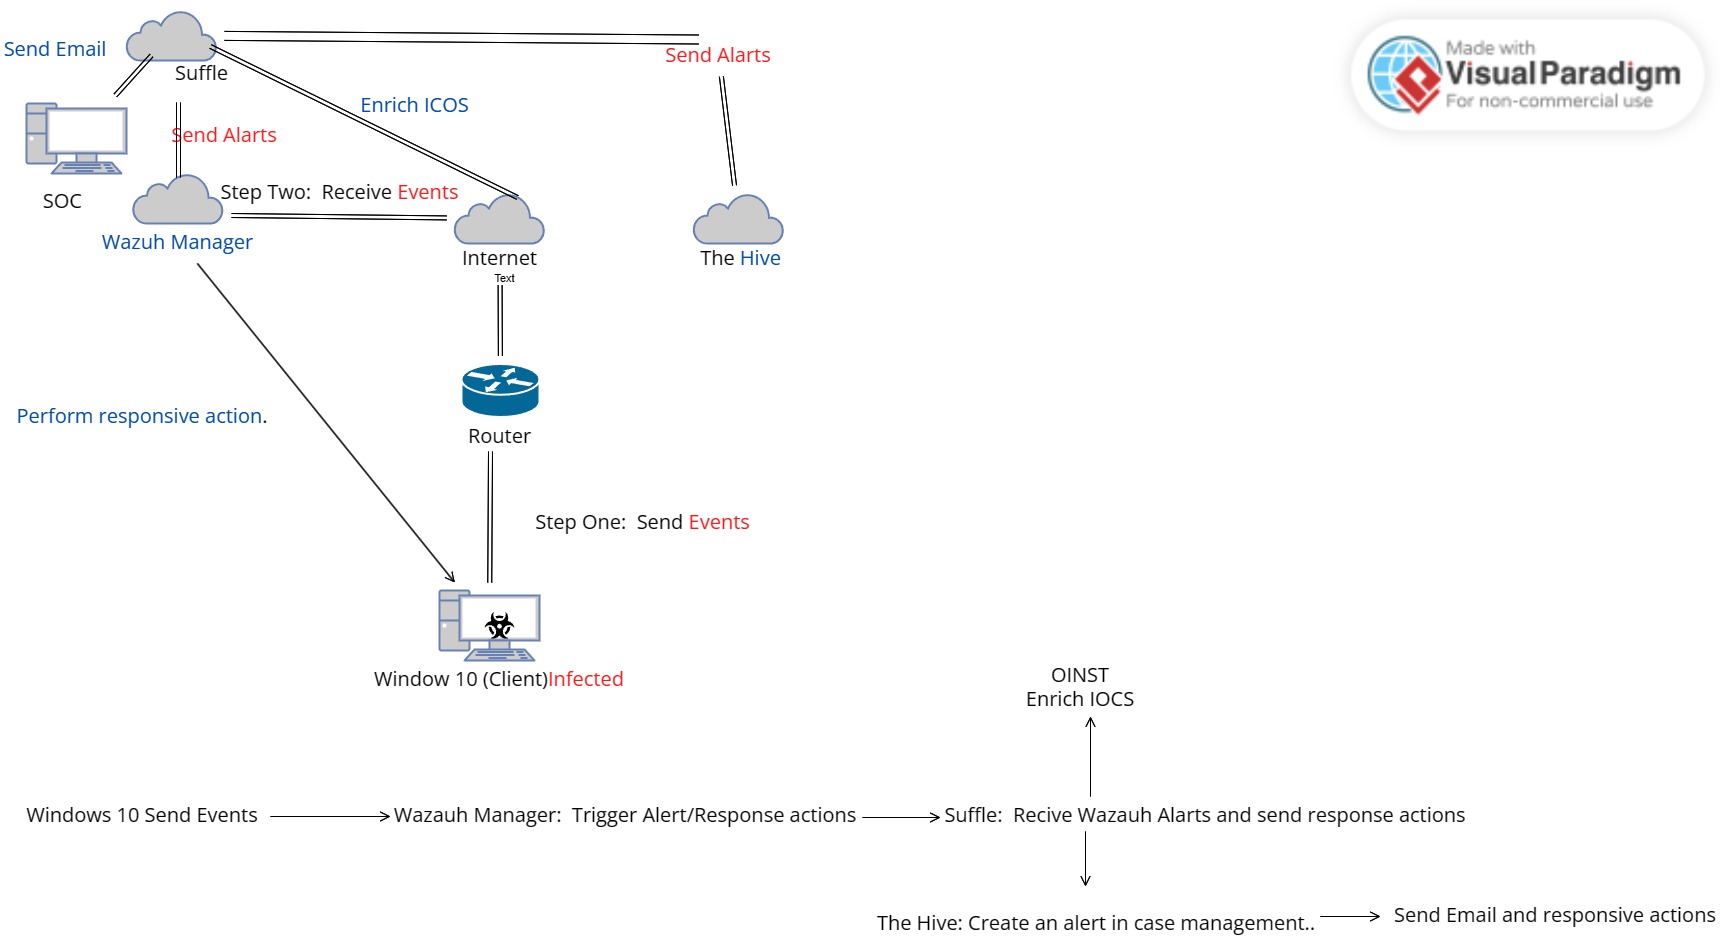 Made with
Visual Paradigm
For non-commercial use
Send Email
Suffle
Send Alarts
Enrich ICOS
Send Alarts
SOC
Step Two:  Receive Events
Wazuh Manager
Internet
Text
The Hive
Perform responsive action.
Router
Step One:  Send Events
Window 10 (Client)Infected
OINST
Enrich IOCS
Windows 10 Send Events
Wazauh Manager:  Trigger Alert/Response actions
Suffle:  Recive Wazauh Alarts and send response actions
The Hive: Create an alert in case management..
Send Email and responsive actions